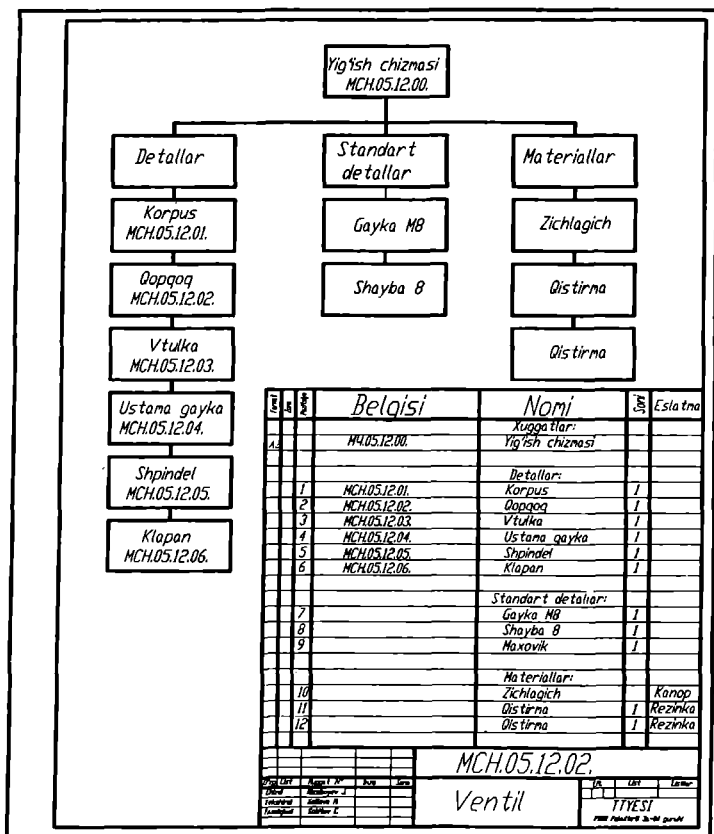 Yig'ish chizmasi
MCH.05.12.00.
Detallar
Standart
detallar
Materiallar
Korpus
MCH.05.12.01.
Gayka M8
Zichlagich
Qopqoq
MCH.05.12.02.
Shayba 8
Qistirma
Vtulka
MCH.05.12.03.
Qistirma
Ustama gayka
MCH.05.12.04.
Shpindel
MCH.05.12.05.
Klapan
MCH.05.12.06.
Belgisi Nomi Soni Eslatma
Xuggatlar:
A3 MЧ.05.12.00. Yig'ish chizmasi
Detallar:
1 MCH.05.12.01. Korpus 1
2 MCH.05.12.02. Qopqoq 1
3 MCH.05.12.03. Vtulka 1
4 MCH.05.12.04. Ustama gayka 1
5 MCH.05.12.05. Shpindel 1
6 MCH.05.12.06. Klapan 1
Standart detallar:
7 Gayka M8 1
8 Shayba 8 1
9 Maxovik 1
Materiallar:
10 Zichlagich Kanop
11 Qistirma 1 Rezinka
12 Qistirma 1 Rezinka
MCH.05.12.02.
Ventil
TTYESI